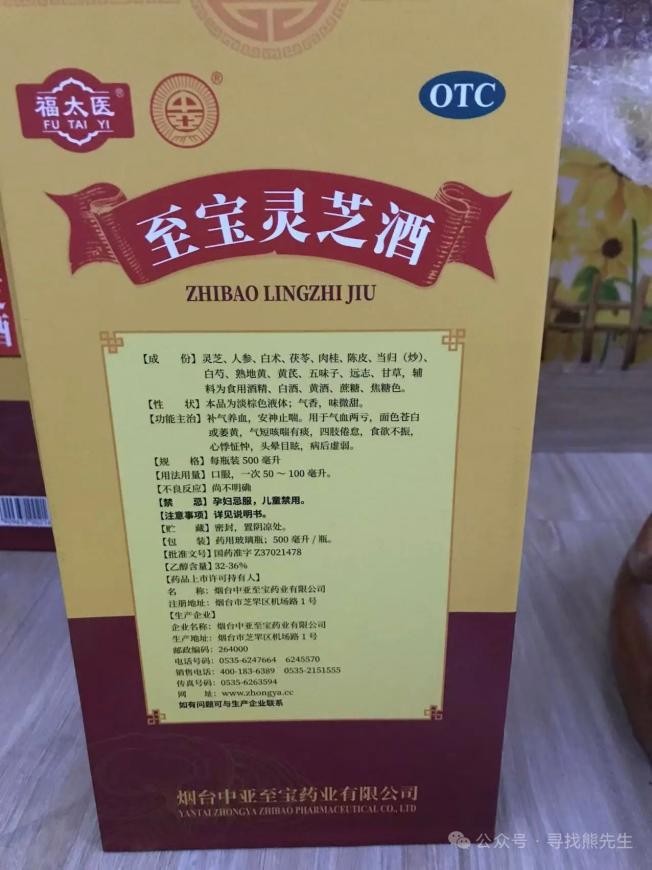 福太医®
FU TAI YI
®
OTC
至宝灵芝酒
ZHIBAO LINGZHI JIU
【成　份】灵芝、人参、白术、茯苓、肉桂、陈皮、当归（炒）、
白芍、熟地黄、黄芪、五味子、远志、甘草，辅
料为食用酒精、白酒、黄酒、蔗糖、焦糖色。
【性　状】本品为淡棕色液体；气香，味微甜。
【功能主治】补气养血，安神止喘。用于气血两亏，面色苍白
或萎黄，气短咳喘有痰，四肢倦怠，食欲不振，
心悸怔忡，头晕目眩，病后虚弱。
【规　格】每瓶装 500 毫升
【用法用量】口服，一次 50～100 毫升。
【不良反应】尚不明确
【禁　忌】孕妇忌服，儿童禁用。
【注意事项】详见说明书。
【贮　藏】密封，置阴凉处。
【包　装】药用玻璃瓶；500 毫升 / 瓶。
【批准文号】国药准字 Z37021478
【乙醇含量】32-36%
【药品上市许可持有人】
名　称：烟台中亚至宝药业有限公司
注册地址：烟台市芝罘区机场路 1 号
【生产企业】
企业名称：烟台中亚至宝药业有限公司
生产地址：烟台市芝罘区机场路 1 号
邮政编码：264000
电话号码：0535-6247664　6245570
销售电话：400-183-6389　0535-2151555
传真号码：0535-6263594
网　址：www.zhongya.cc
如有问题可与生产企业联系
烟台中亚至宝药业有限公司
YANTAI ZHONGYA ZHIBAO PHARMACEUTICAL CO., LTD
酒
公众号 · 寻找熊先生